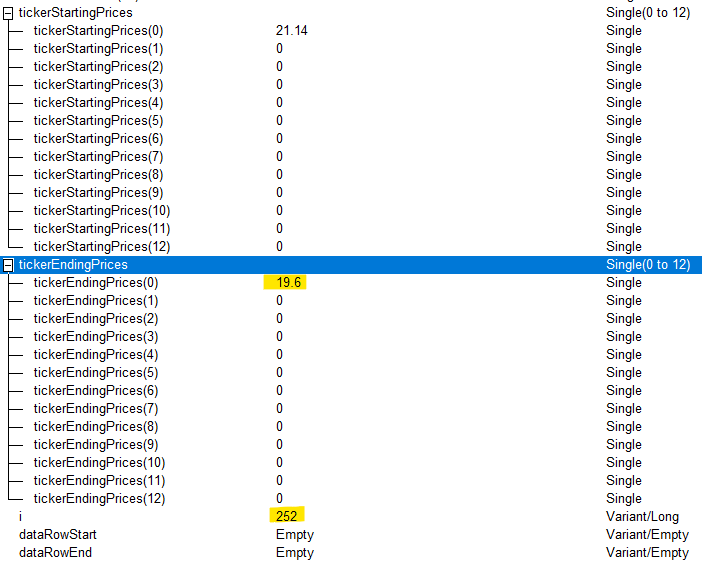 tickerStartingPrices Single(0 to 12)
tickerStartingPrices(0) 21.14 Single
tickerStartingPrices(1) 0 Single
tickerStartingPrices(2) 0 Single
tickerStartingPrices(3) 0 Single
tickerStartingPrices(4) 0 Single
tickerStartingPrices(5) 0 Single
tickerStartingPrices(6) 0 Single
tickerStartingPrices(7) 0 Single
tickerStartingPrices(8) 0 Single
tickerStartingPrices(9) 0 Single
tickerStartingPrices(10) 0 Single
tickerStartingPrices(11) 0 Single
tickerStartingPrices(12) 0 Single
tickerEndingPrices Single(0 to 12)
tickerEndingPrices(0) 19.6 Single
tickerEndingPrices(1) 0 Single
tickerEndingPrices(2) 0 Single
tickerEndingPrices(3) 0 Single
tickerEndingPrices(4) 0 Single
tickerEndingPrices(5) 0 Single
tickerEndingPrices(6) 0 Single
tickerEndingPrices(7) 0 Single
tickerEndingPrices(8) 0 Single
tickerEndingPrices(9) 0 Single
tickerEndingPrices(10) 0 Single
tickerEndingPrices(11) 0 Single
tickerEndingPrices(12) 0 Single
i 252 Variant/Long
dataRowStart Empty Variant/Empty
dataRowEnd Empty Variant/Empty